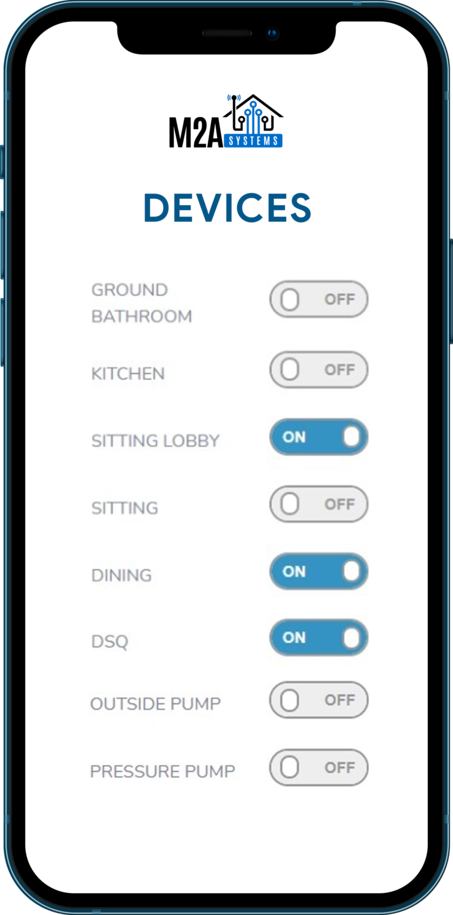 M2A
SYSTEMS
DEVICES
GROUND
BATHROOM
OFF
KITCHEN
OFF
SITTING LOBBY
ON
SITTING
OFF
DINING
ON
DSQ
ON
OUTSIDE PUMP
OFF
PRESSURE PUMP
OFF